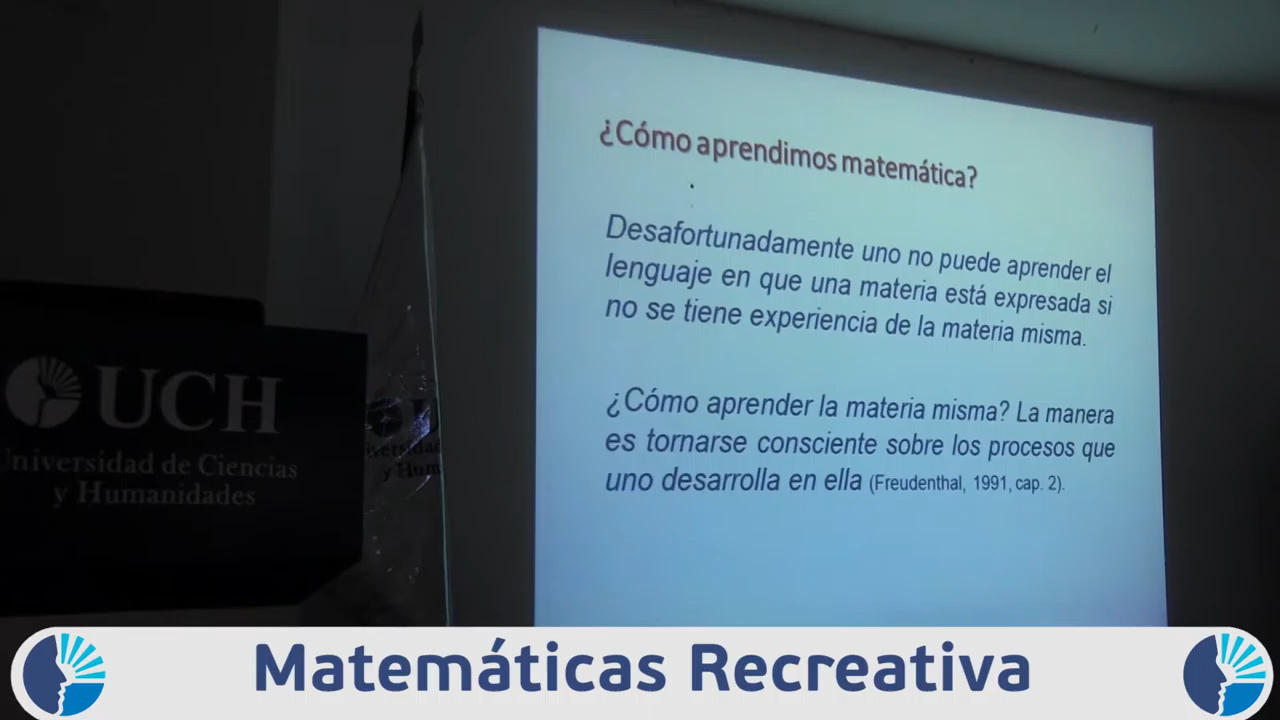 ¿Cómo aprendimos matemática?
Desafortunadamente uno no puede aprender el
lenguaje en que una materia está expresada si
no se tiene experiencia de la materia misma.
¿Cómo aprender la materia misma? La manera
es tornarse consciente sobre los procesos que
uno desarrolla en ella (Freudenthal, 1991, cap. 2).
UCH
Universidad de Ciencias
y Humanidades
y Hum
Matemáticas Recreativa